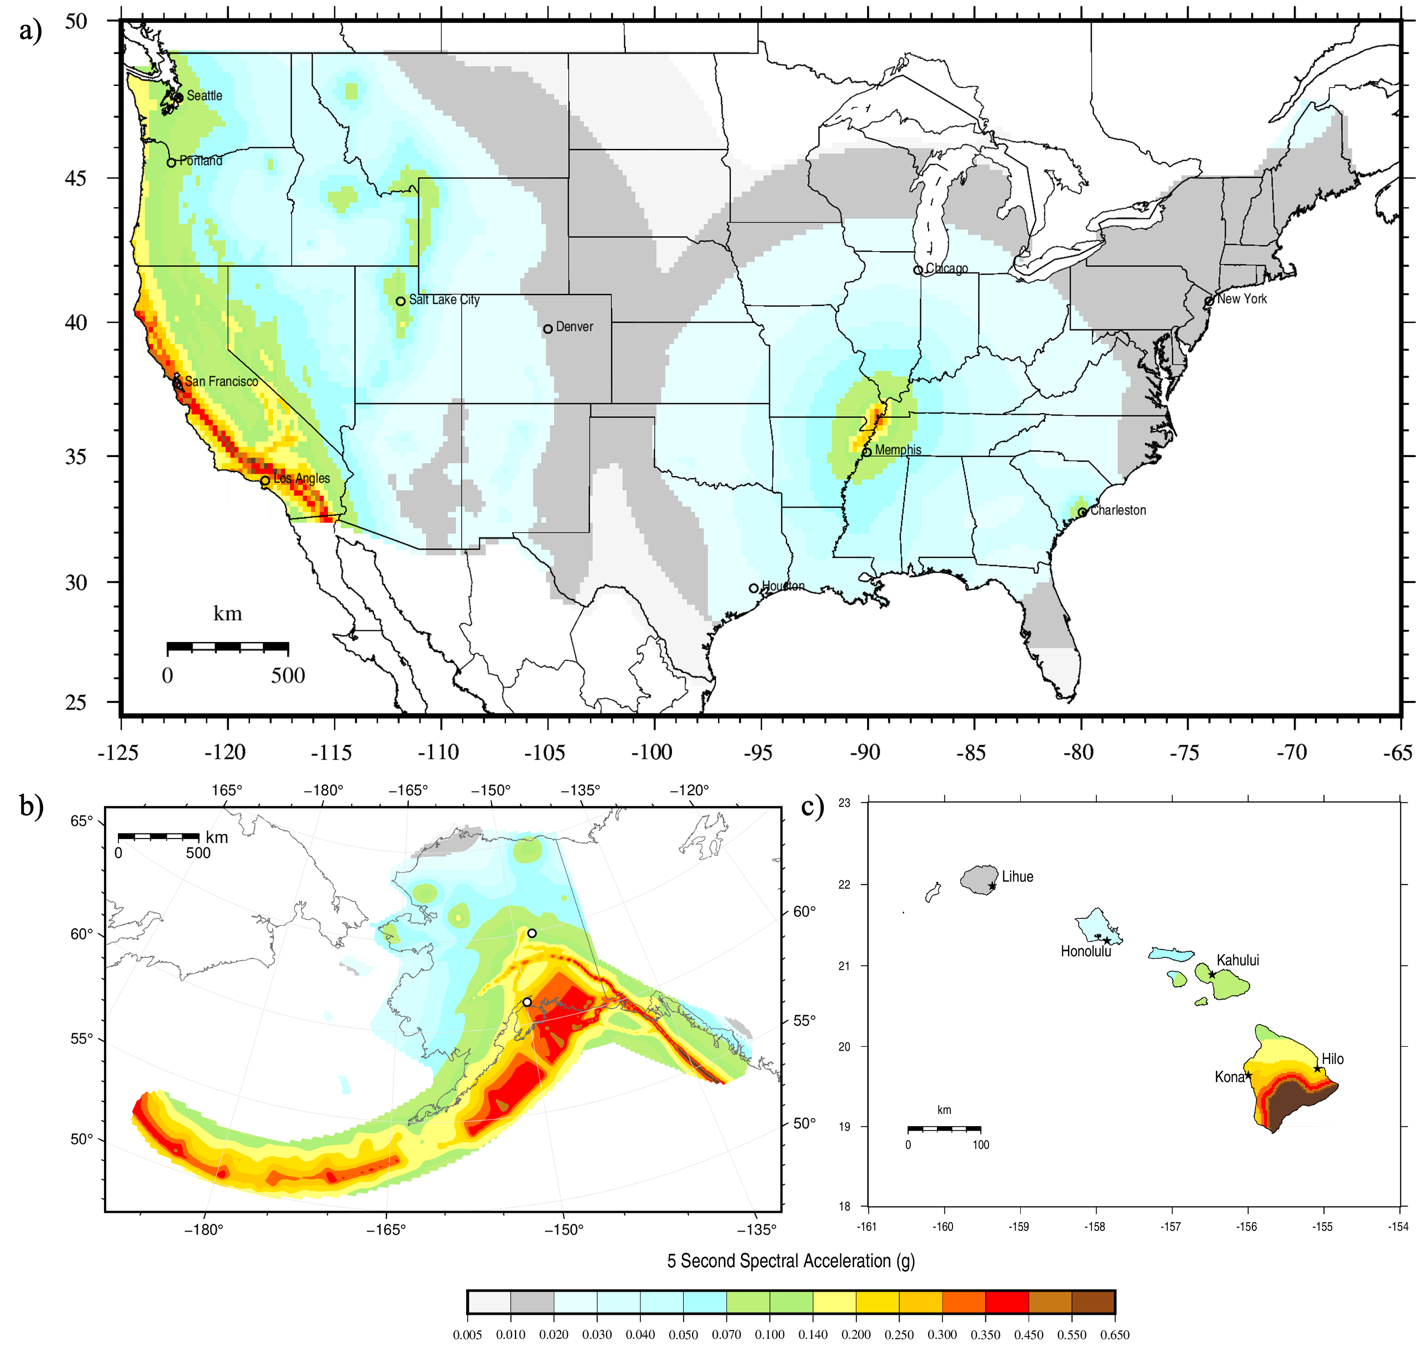 a)
50
45
40
35
30
25
Seattle
Portland
Salt Lake City
Denver
Chicago
New York
San Francisco
Memphis
Los Angles
Charleston
Houston
km
0 500
-125 -120 -115 -110 -105 -100 -95 -90 -85 -80 -75 -70 -65
b)
165° −180° −165° −150° −135° −120°
65°
60°
55°
50°
km
0 500
60°
55°
50°
−180° −165° −150° −135°
c)
23
22
21
20
19
18
Lihue
Honolulu
Kahului
Hilo
Kona
km
0 100
-161 -160 -159 -158 -157 -156 -155 -154
5 Second Spectral Acceleration (g)
0.005 0.010 0.020 0.030 0.040 0.050 0.070 0.100 0.140 0.200 0.250 0.300 0.350 0.450 0.550 0.650